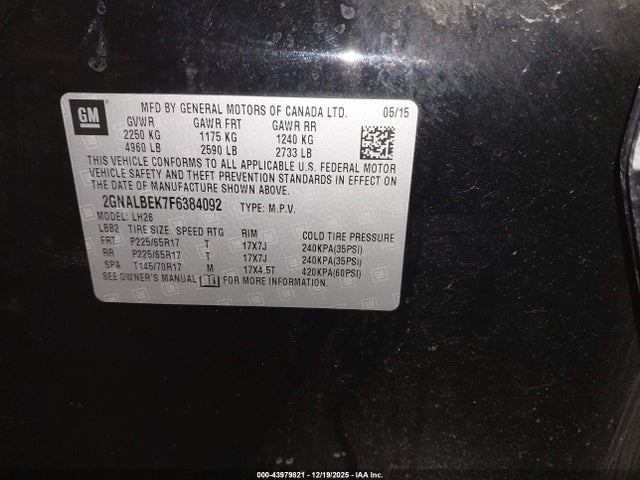 GM
MFD BY GENERAL MOTORS OF CANADA LTD. 05/15
GVWR GAWR FRT GAWR RR
2250 KG 1175 KG 1240 KG
4960 LB 2590 LB 2733 LB
THIS VEHICLE CONFORMS TO ALL APPLICABLE U.S. FEDERAL MOTOR
VEHICLE SAFETY AND THEFT PREVENTION STANDARDS IN EFFECT ON
THE DATE OF MANUFACTURE SHOWN ABOVE.
2GNALBEK7F6384092 TYPE: M.P.V.
MODEL: LH26
LBB2 TIRE SIZE SPEED RTG RIM COLD TIRE PRESSURE
FRT P225/65R17 T 17X7J 240KPA(35PSI)
RR P225/65R17 T 17X7J 240KPA(35PSI)
SPA T145/70R17 M 17X4.5T 420KPA(60PSI)
SEE OWNER'S MANUAL FOR MORE INFORMATION.
000-43979821 - 12/19/2025 - IAA Inc.